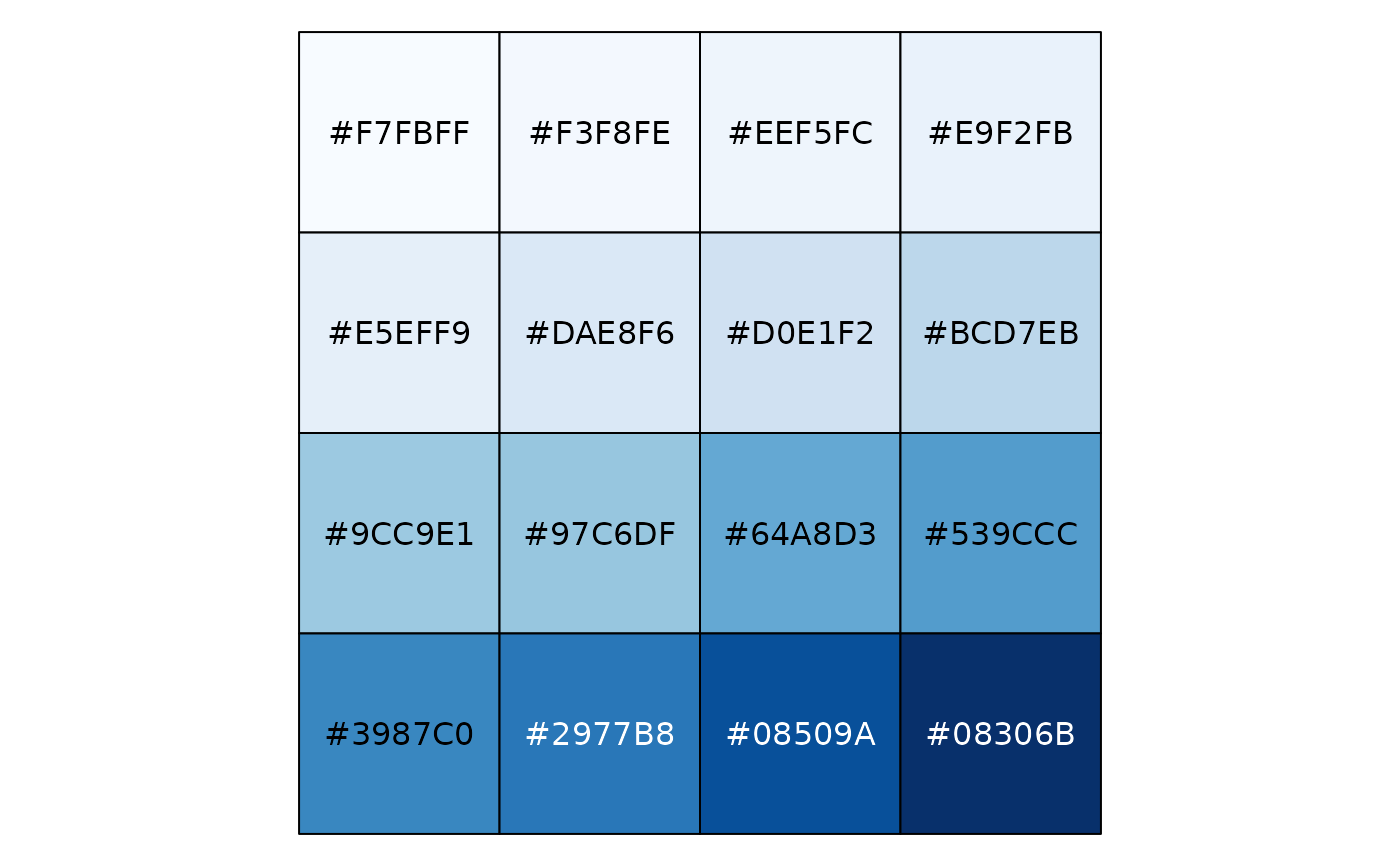 #F7FBFF #F3F8FE #EEF5FC #E9F2FB
#E5EFF9 #DAE8F6 #D0E1F2 #BCD7EB
#9CC9E1 #97C6DF #64A8D3 #539CCC
#3987C0 #2977B8 #08509A #08306B